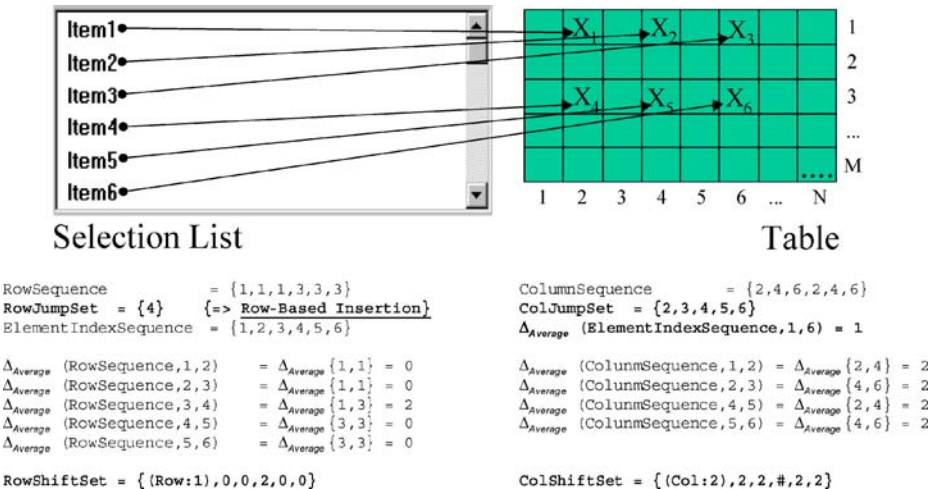 Item1
Item2
Item3
Item4
Item5
Item6
X1 X2 X3
X4 X5 X6
1
2
3
...
M
....
1 2 3 4 5 6 ... N
Selection List
Table
RowSequence = {1,1,1,3,3,3}
RowJumpSet = {4} {=> Row-Based Insertion}
ElementIndexSequence = {1,2,3,4,5,6}
ΔAverage (RowSequence,1,2) = ΔAverage{1,1} = 0
ΔAverage (RowSequence,2,3) = ΔAverage{1,1} = 0
ΔAverage (RowSequence,3,4) = ΔAverage{1,3} = 2
ΔAverage (RowSequence,4,5) = ΔAverage{3,3} = 0
ΔAverage (RowSequence,5,6) = ΔAverage{3,3} = 0
RowShiftSet = {(Row:1),0,0,2,0,0}
ColumnSequence = {2,4,6,2,4,6}
ColJumpSet = {2,3,4,5,6}
ΔAverage (ElementIndexSequence,1,6) = 1
ΔAverage (ColunmSequence,1,2) = ΔAverage{2,4} = 2
ΔAverage (ColunmSequence,2,3) = ΔAverage{4,6} = 2
ΔAverage (ColunmSequence,4,5) = ΔAverage{2,4} = 2
ΔAverage (ColunmSequence,5,6) = ΔAverage{4,6} = 2
ColShiftSet = {(Col:2),2,2,#,2,2}